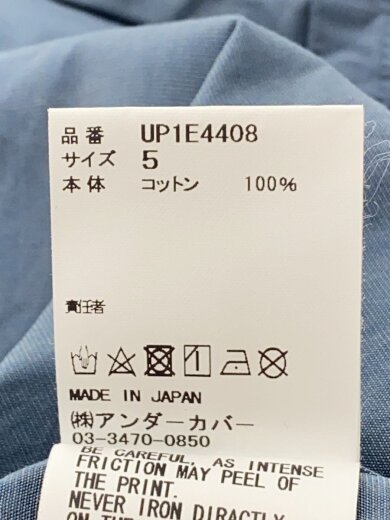 品番 UP1E4408
サイズ 5
本体 コットン 100%
責任者
MADE IN JAPAN
㈱アンダーカバー
03-3470-0850
BE CAREFUL, AS INTENSE
FRICTION MAY PEEL OF
THE PRINT.
NEVER IRON DIRACTLY
ON THE